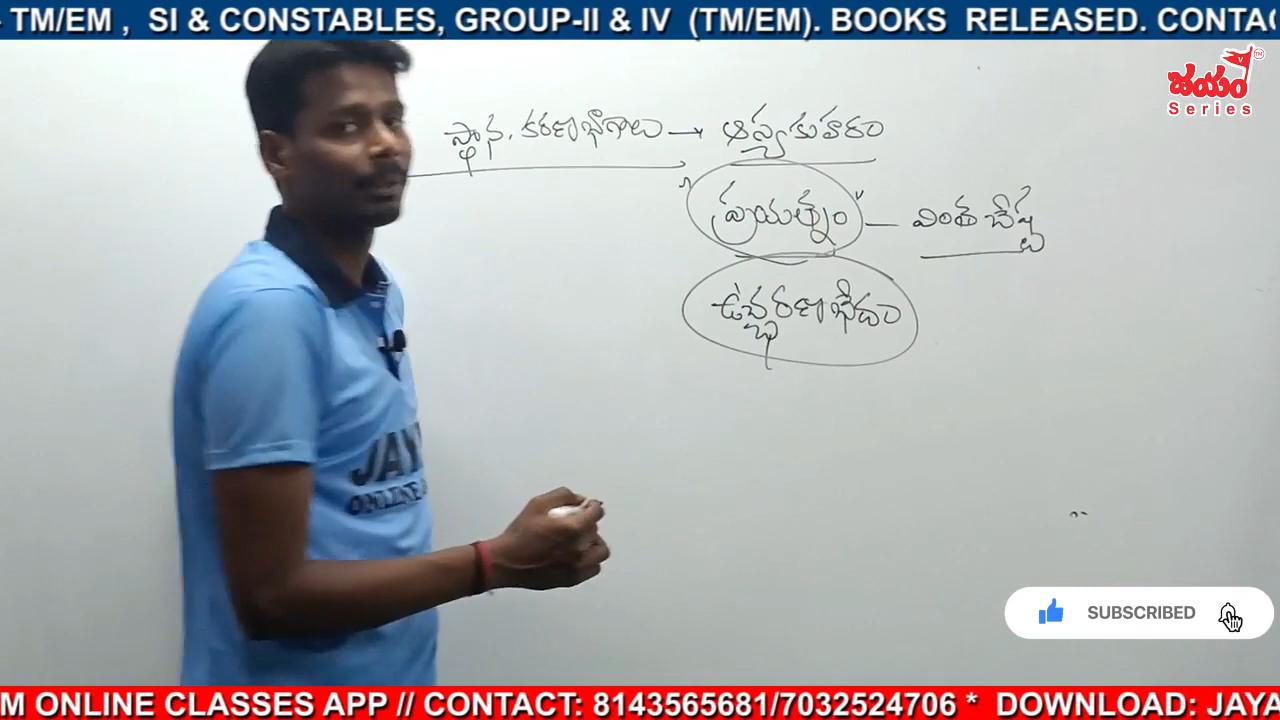 - TM/EM , SI & CONSTABLES, GROUP-II & IV (TM/EM). BOOKS RELEASED. CONTAC
జయం
Series
స్థాన. కరణ భాగాలు → ఆస్యకుహరం
"ప్రయత్నం" — వింత చేష్ట
ఉచ్చరణ భేదం
JAY
ONLINE
SUBSCRIBED
M ONLINE CLASSES APP // CONTACT: 8143565681/7032524706 * DOWNLOAD: JAYA